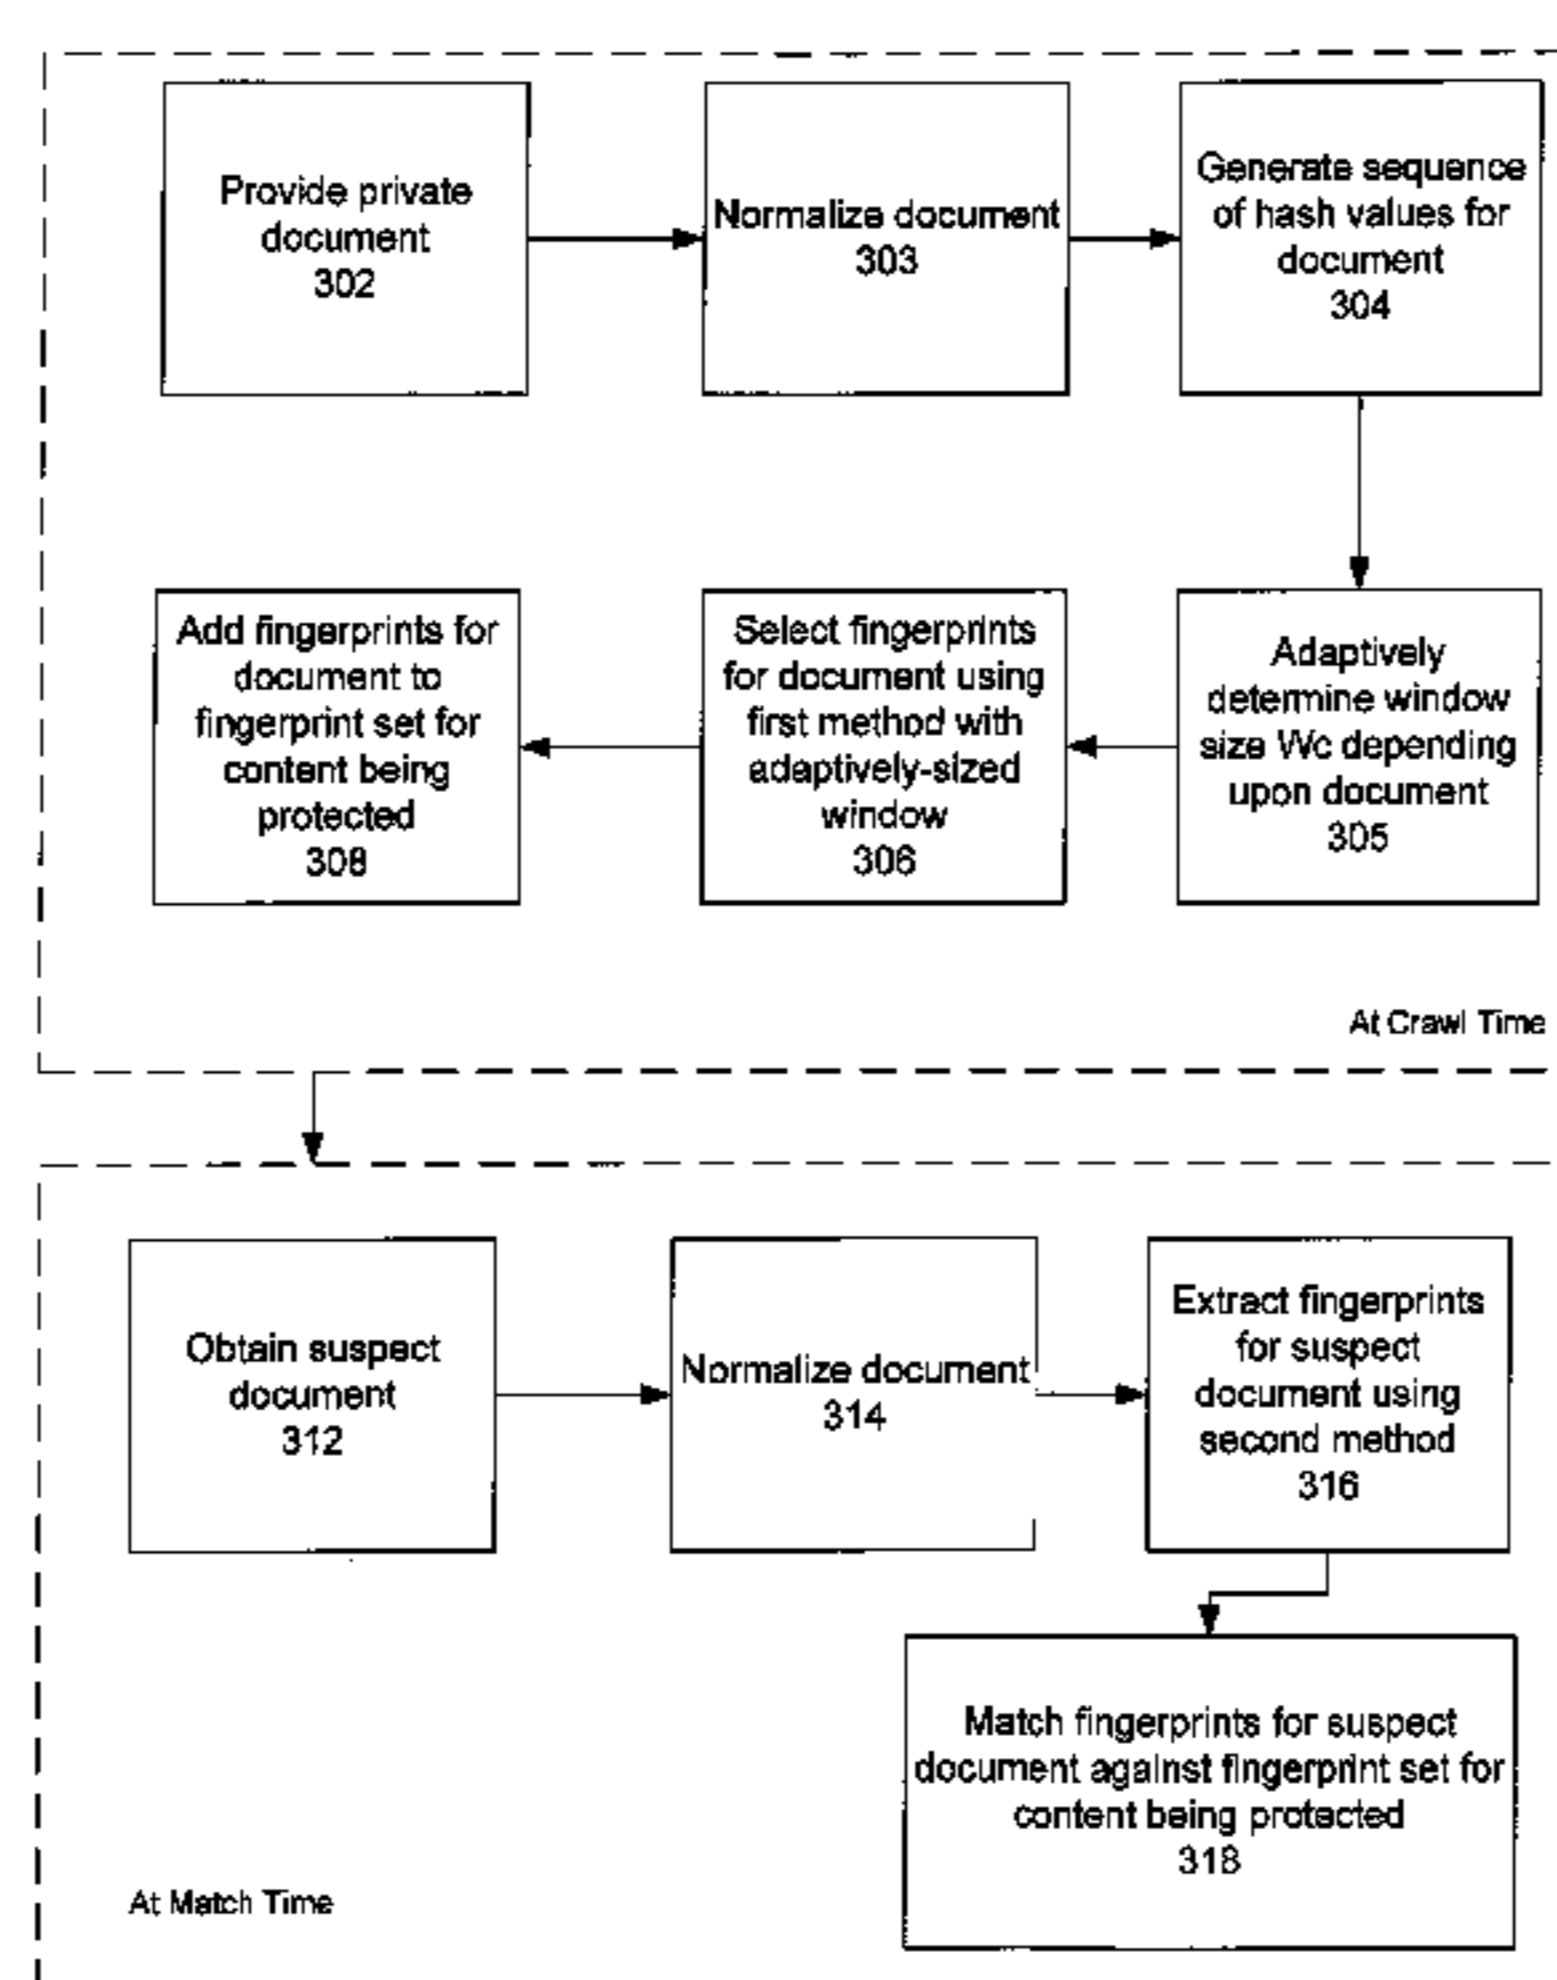 Provide private
document
302
Normalize document
303
Generate sequence
of hash values for
document
304
Adaptively
determine window
size Wc depending
upon document
305
Select fingerprints
for document using
first method with
adaptively-sized
window
306
Add fingerprints for
document to
fingerprint set for
content being
protected
308
At Crawl Time
Obtain suspect
document
312
Normalize document
314
Extract fingerprints
for suspect
document using
second method
316
Match fingerprints for suspect
document against fingerprint set for
content being protected
318
At Match Time